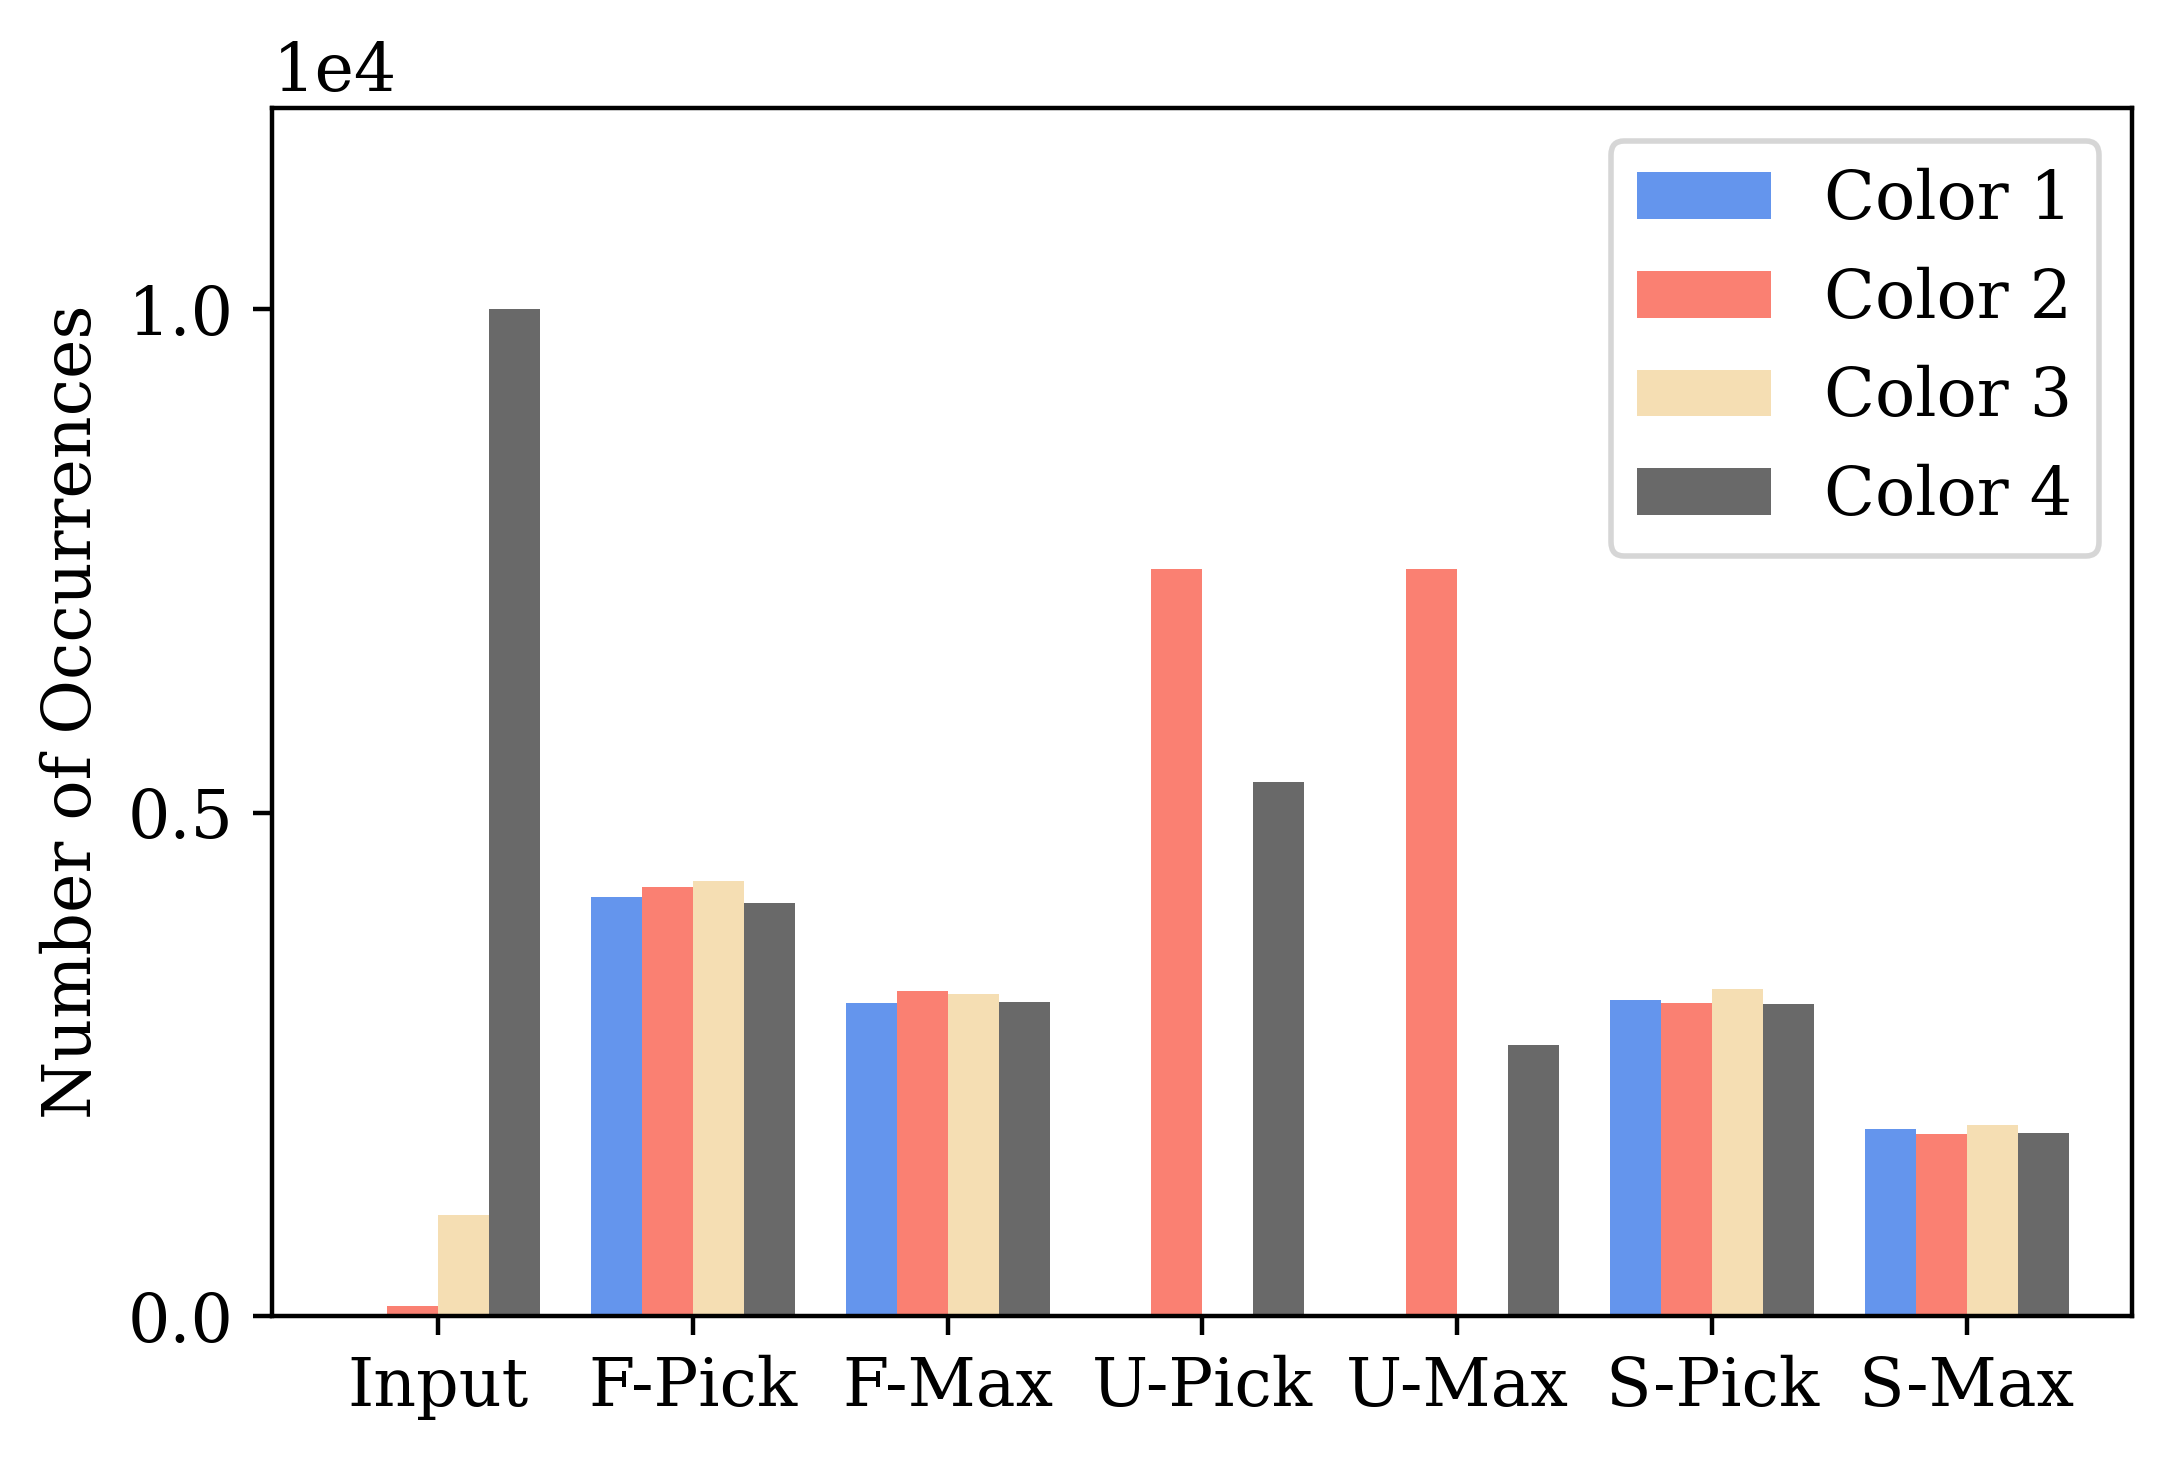 1e4
Number of Occurrences
1.0
0.5
0.0
Color 1
Color 2
Color 3
Color 4
Input F-Pick F-Max U-Pick U-Max S-Pick S-Max